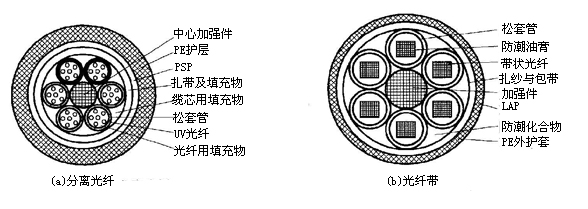 中心加强件
PE护层
PSP
扎带及填充物
缆芯用填充物
松套管
UV光纤
光纤用填充物
(a)分离光纤
松套管
防潮油膏
带状光纤
扎纱与包带
加强件
LAP
防潮化合物
PE外护套
(b)光纤带